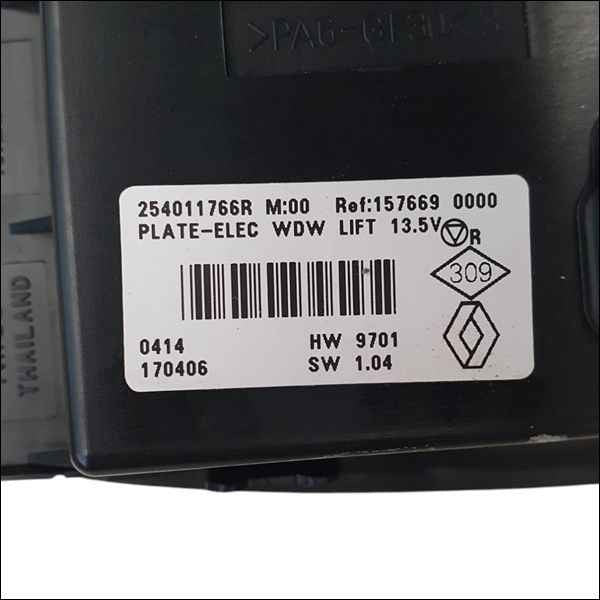 254011766R M:00 Ref:157669 0000
PLATE-ELEC WDW LIFT 13.5V R
309
0414 HW 9701
170406 SW 1.04
THAILAND